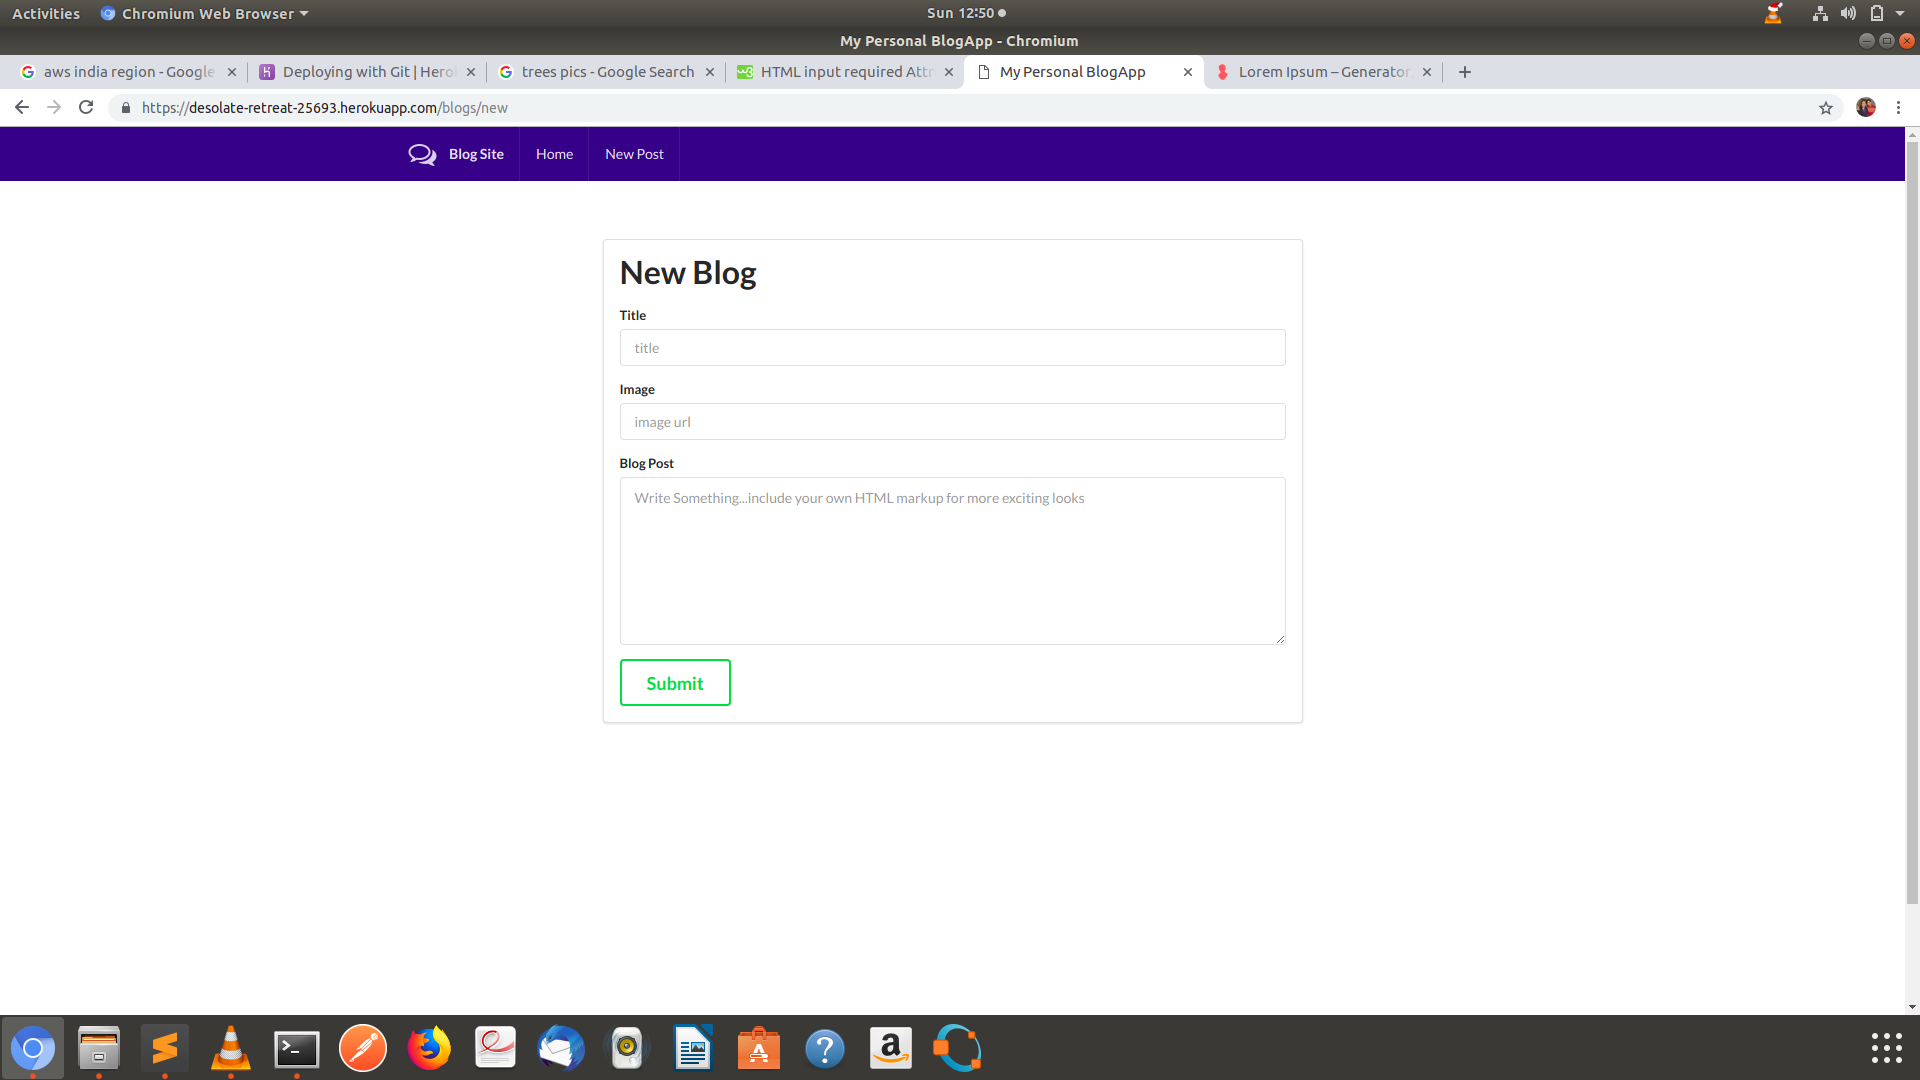 Activities Chromium Web Browser Sun 12:50
My Personal BlogApp - Chromium
aws india region - Google Deploying with Git | Hero trees pics - Google Search HTML input required Attr My Personal BlogApp Lorem Ipsum – Generator,
https://desolate-retreat-25693.herokuapp.com/blogs/new
Blog Site Home New Post
New Blog
Title
title
Image
image url
Blog Post
Write Something...include your own HTML markup for more exciting looks
Submit